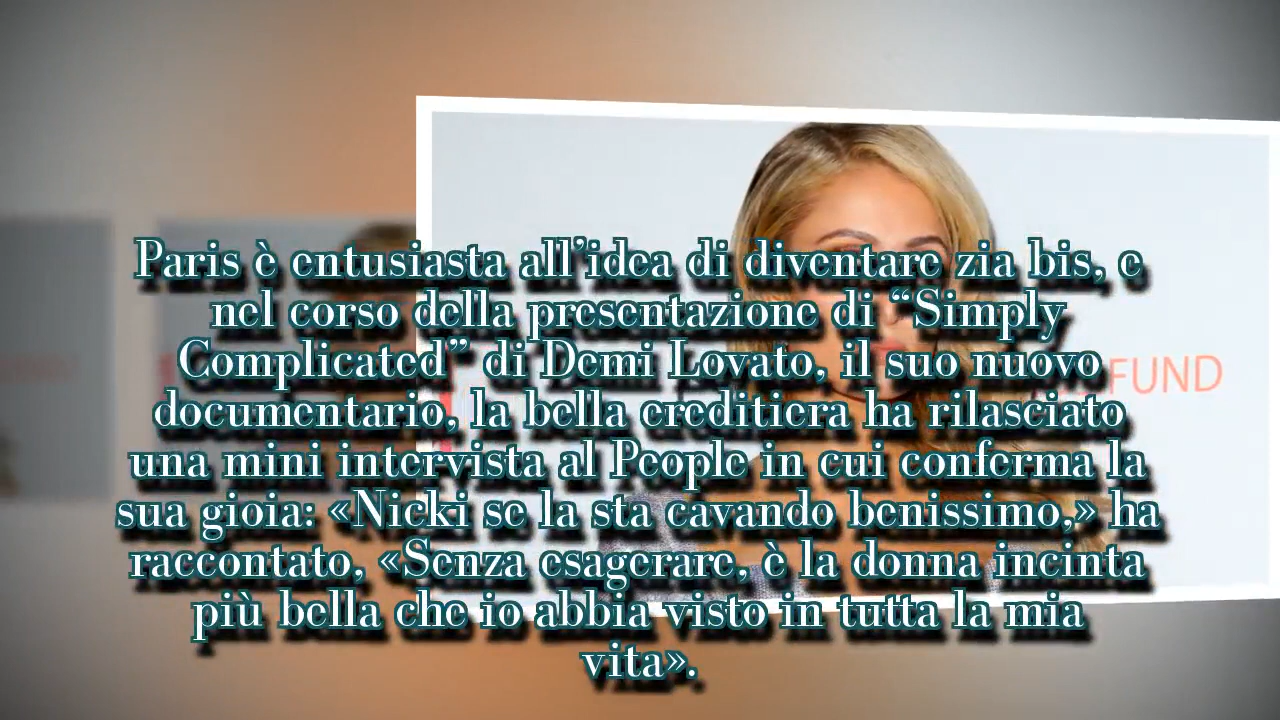 Paris è entusiasta all’idea di diventare zia bis, e
nel corso della presentazione di “Simply
Complicated” di Demi Lovato, il suo nuovo
documentario, la bella ereditiera ha rilasciato
una mini intervista al People in cui conferma la
sua gioia: «Nicki se la sta cavando benissimo,» ha
raccontato, «Senza esagerare, è la donna incinta
più bella che io abbia visto in tutta la mia
vita».
FUND